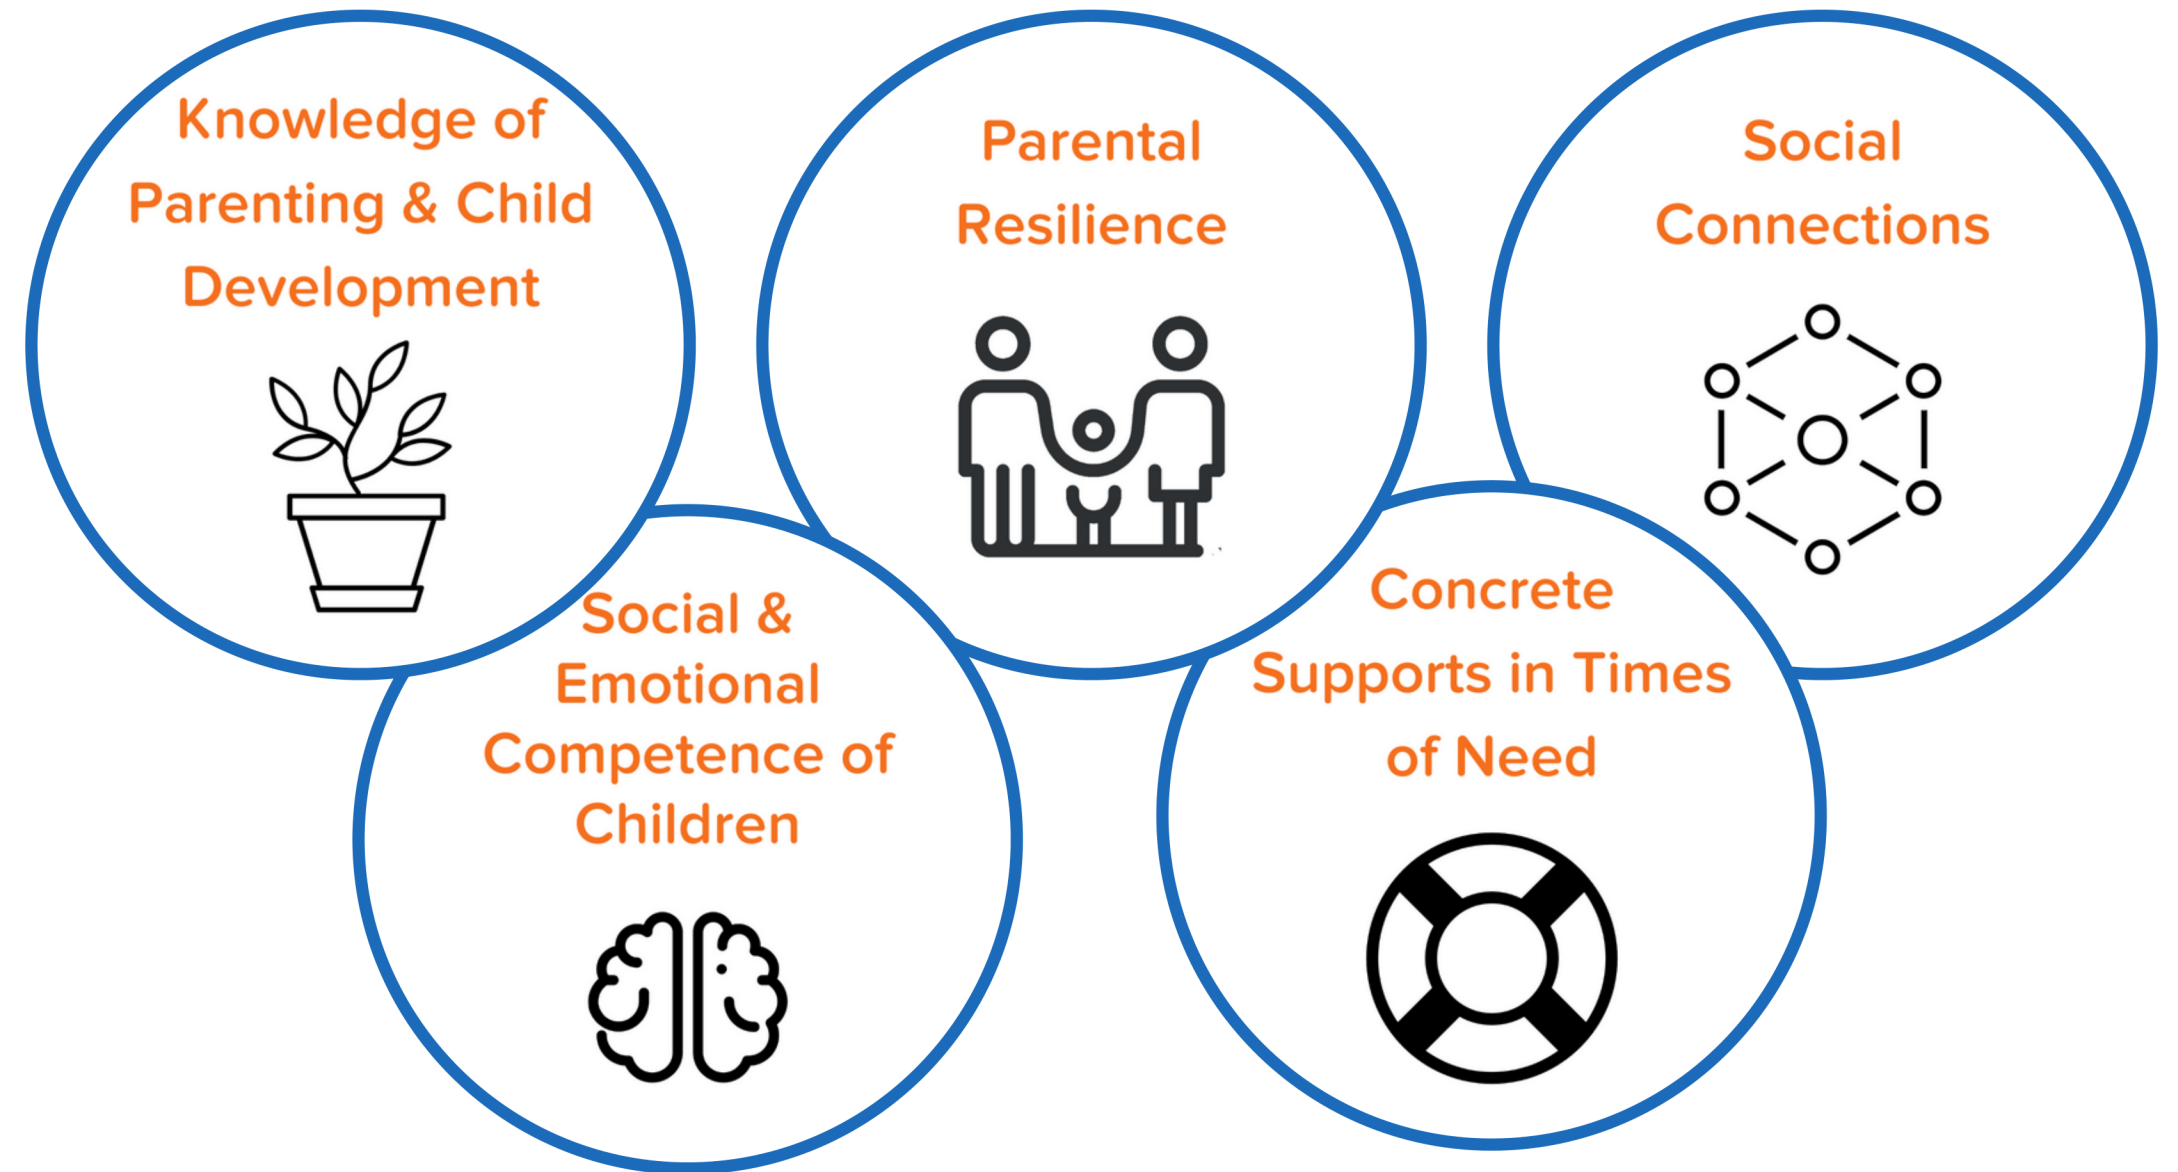 Knowledge of
Parenting & Child
Development
Parental
Resilience
Social
Connections
Social &
Emotional
Competence of
Children
Concrete
Supports in Times
of Need